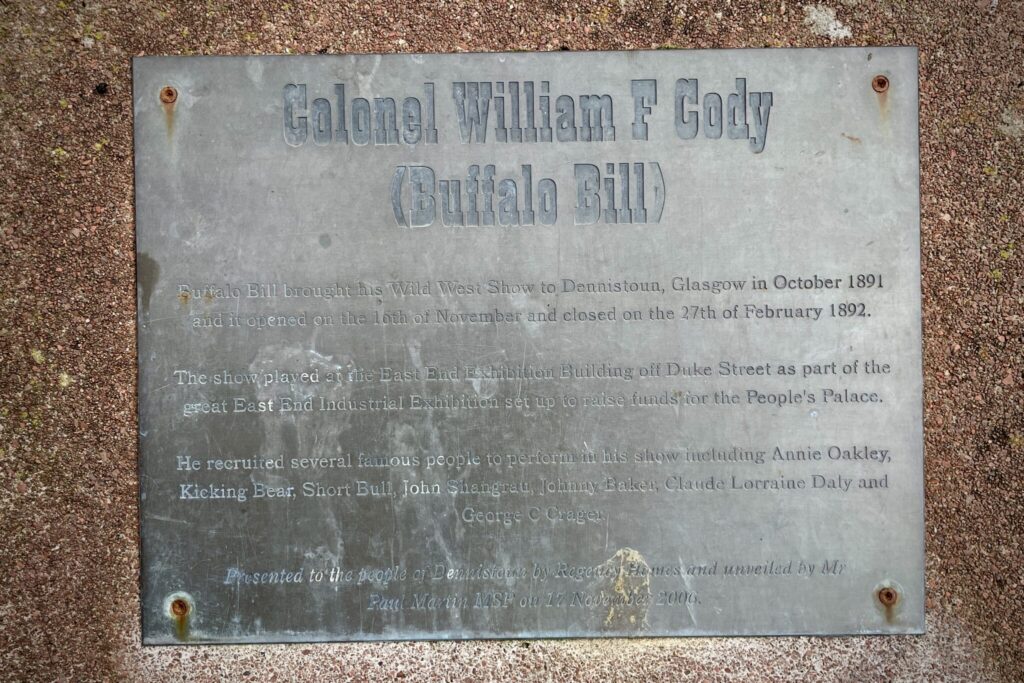 Colonel William F Cody
(Buffalo Bill)
Buffalo Bill brought his Wild West Show to Dennistoun, Glasgow in October 1891
and it opened on the 16th of November and closed on the 27th of February 1892.
The show played at the East End Exhibition Building off Duke Street as part of the
great East End Industrial Exhibition set up to raise funds for the People's Palace.
He recruited several famous people to perform in his show including Annie Oakley,
Kicking Bear, Short Bull, John Shangrau, Johnny Baker, Claude Lorraine Daly and
George C Crager
Presented to the people of Dennistoun by Regency Homes and unveiled by Mr
Paul Martin MSP on 17 November 2006.